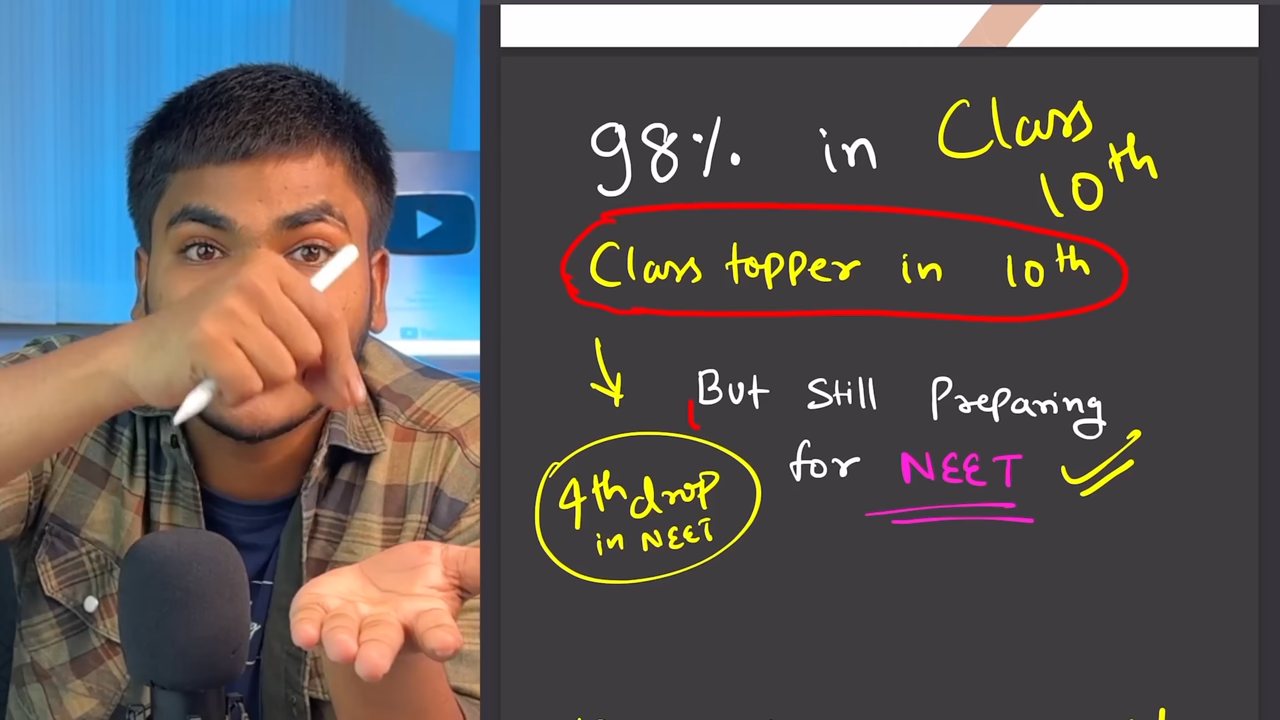 98% in Class
10th
Class topper in 10th
But Still Preparing
for NEET
4th drop
in NEET